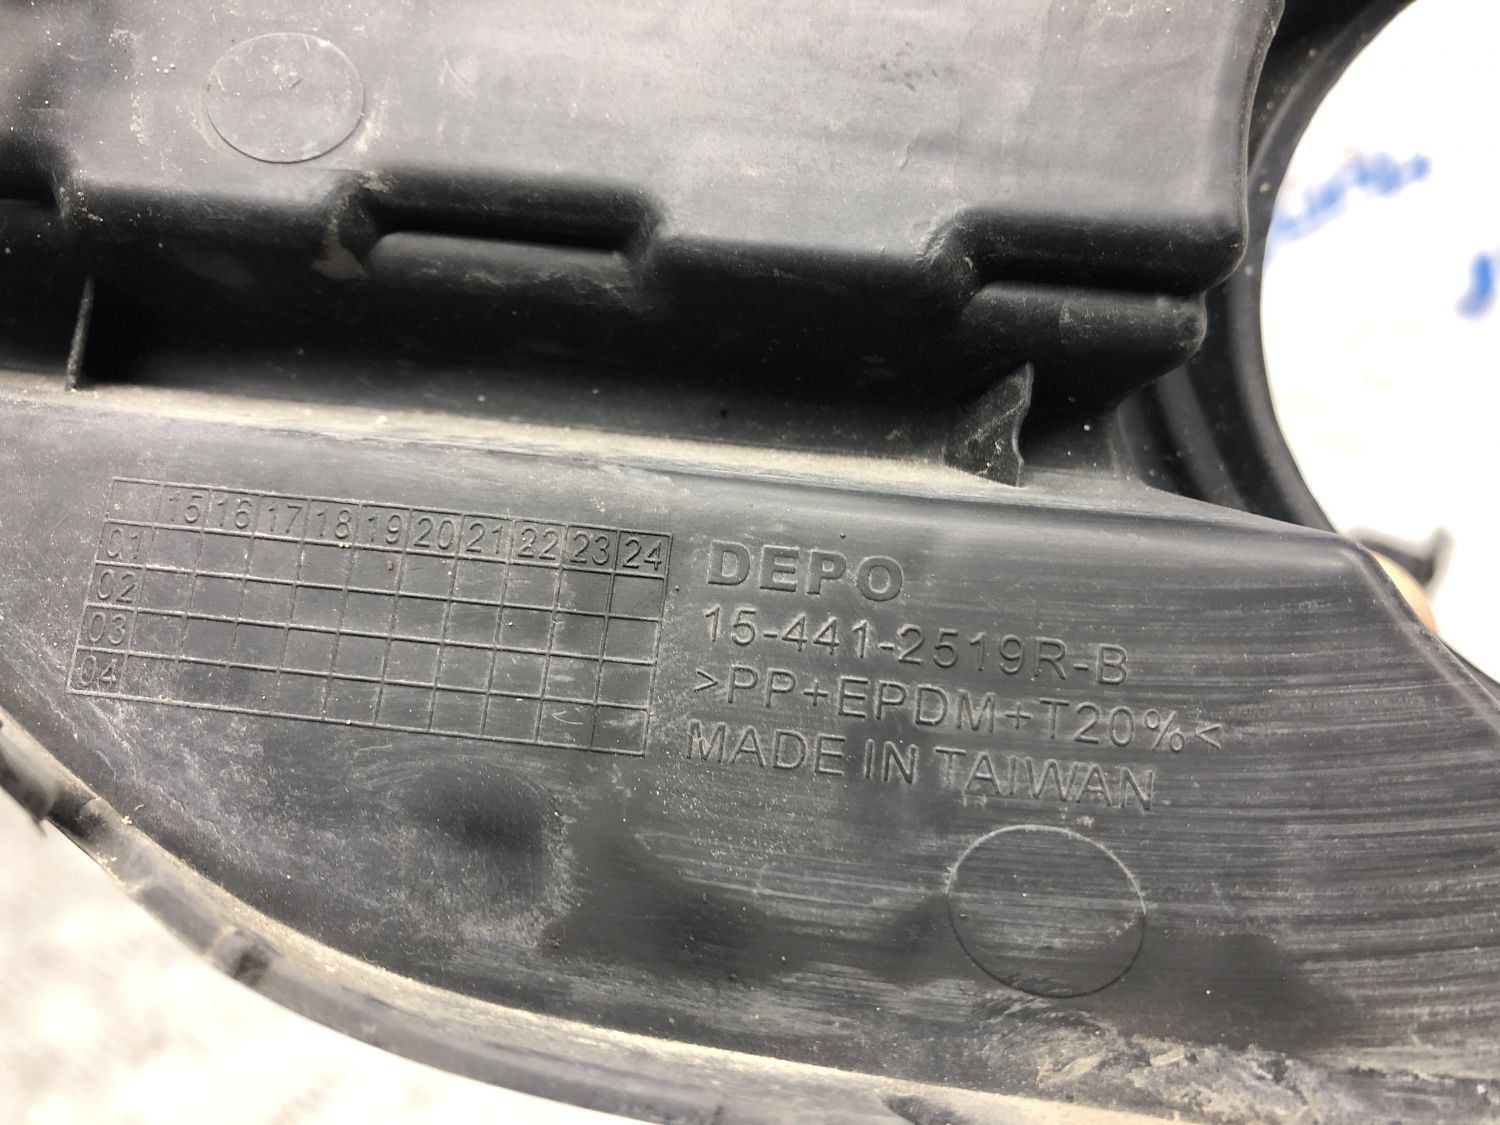 15 16 17 18 19 20 21 22 23 24
01
02
03
04
DEPO
15-441-2519R-B
>PP+EPDM+T20%<
MADE IN TAIWAN